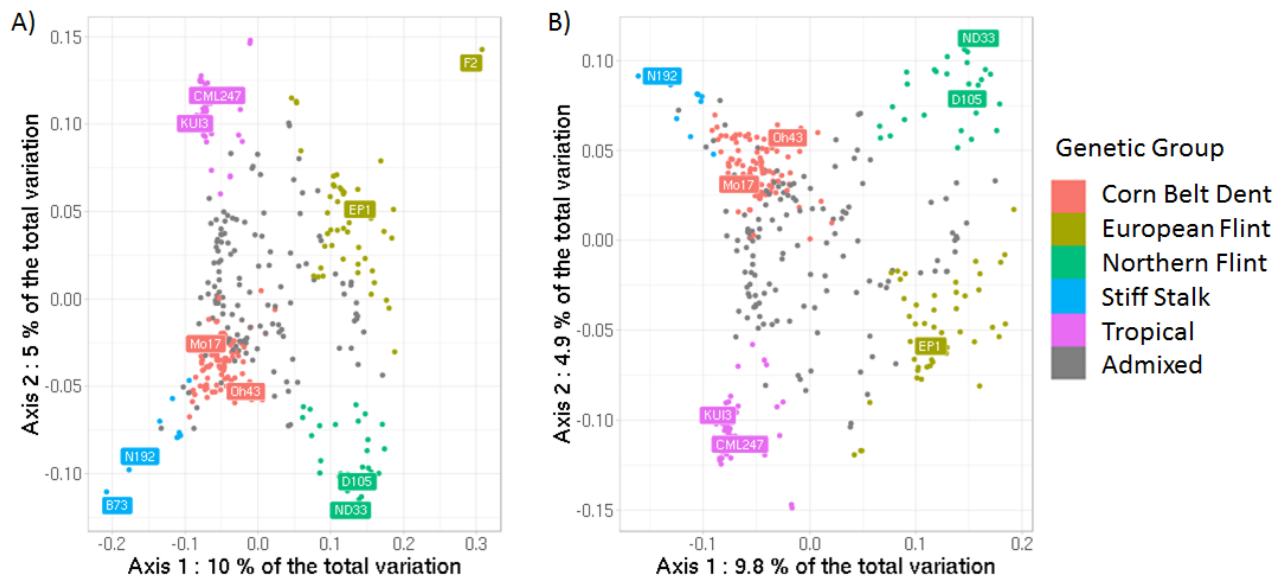 A)
0.15
0.10
0.05
0.00
-0.05
-0.10
Axis 2 : 5 % of the total variation
F2
CML247
KUI3
EP1
Mo17
Oh43
N192
B73
D105
ND33
-0.2
-0.1
0.0
0.1
0.2
0.3
Axis 1 : 10 % of the total variation
B)
0.10
0.05
0.00
-0.05
-0.10
-0.15
Axis 2 : 4.9 % of the total variation
ND33
N192
D105
Oh43
Mo17
EP1
KUI3
CML247
-0.1
0.0
0.1
0.2
Axis 1 : 9.8 % of the total variation
Genetic Group
Corn Belt Dent
European Flint
Northern Flint
Stiff Stalk
Tropical
Admixed